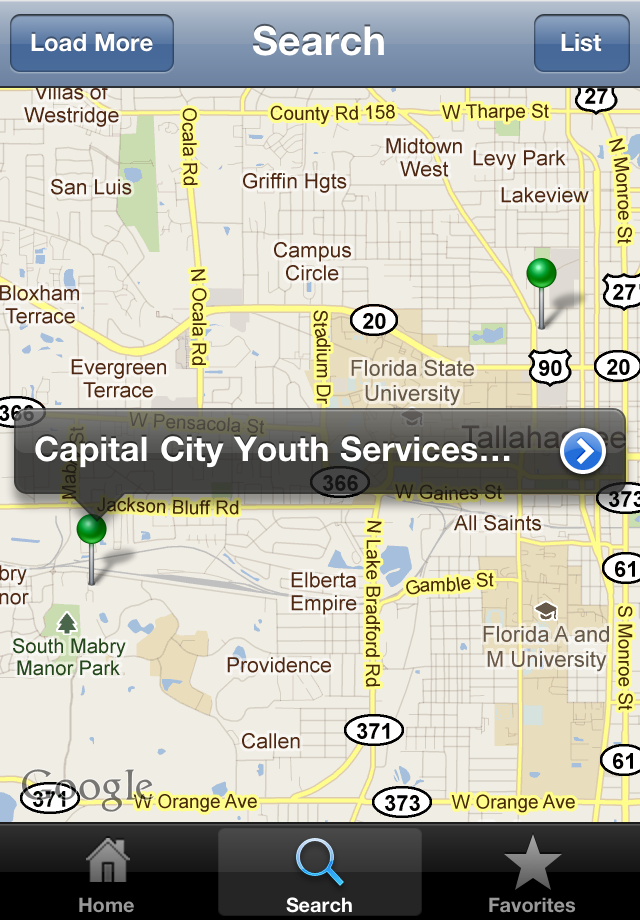 Load More
Search
List
Villas of
Westridge
County Rd 158
W Tharpe St
27
Ocala Rd
Midtown
West
Levy Park
N Monroe St
San Luis
Griffin Hgts
Lakeview
Campus
Circle
Bloxham
Terrace
N Ocala Rd
27
20
Stadium Dr
Evergreen
Terrace
Florida State
University
90
20
366
W Pensacola St
Mabry St
Tallahassee
Capital City Youth Services...
366
W Gaines St
373
Jackson Bluff Rd
All Saints
N Lake Bradford Rd
61
bry
nor
Elberta
Empire
Gamble St
South Mabry
Manor Park
Florida A and
M University
S Monroe St
Providence
371
Callen
61
Google
371
W Orange Ave
373
W Orange Ave
Home
Search
Favorites